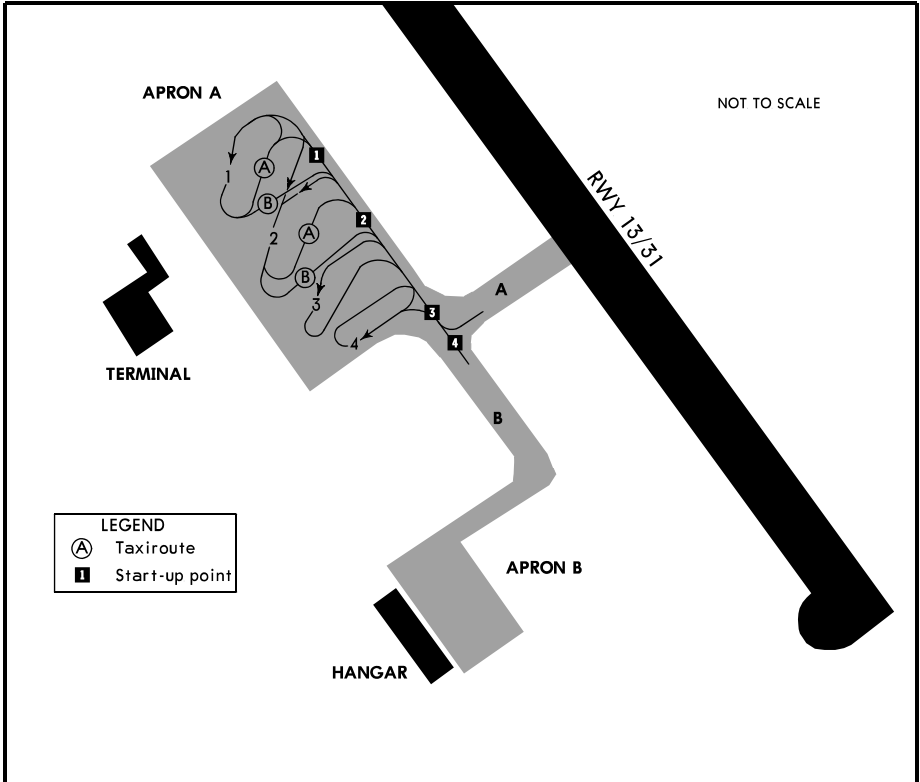 APRON A
NOT TO SCALE
1
A
1
B
RWY 13/31
2
2
A
B
3
A
3
4
4
TERMINAL
B
LEGEND
A Taxiroute
1 Start-up point
APRON B
HANGAR